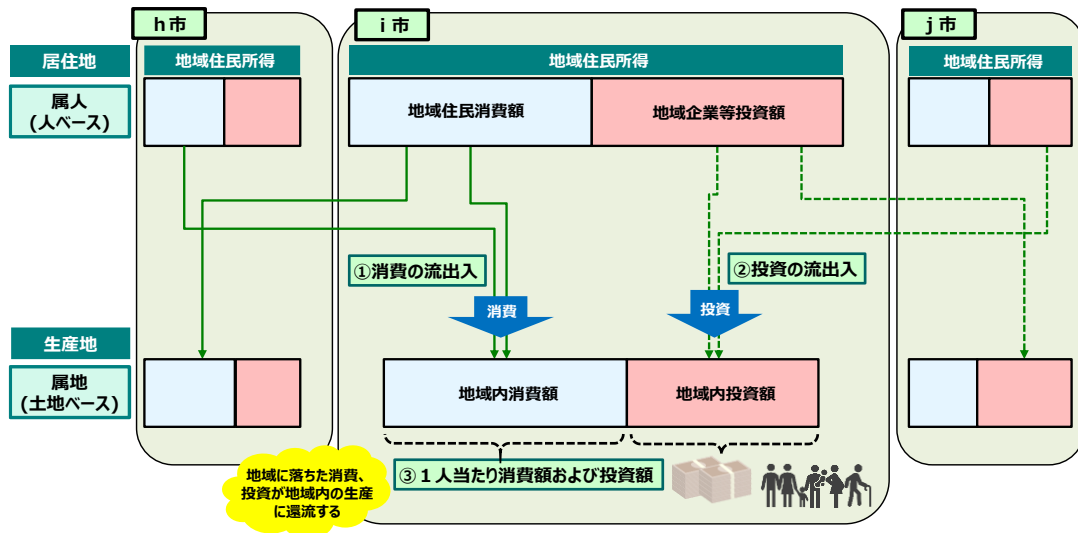 h市
i市
j市
居住地
地域住民所得
地域住民所得
地域住民所得
属人
(人ベース)
地域住民消費額
地域企業等投資額
①消費の流出入
②投資の流出入
消費
投資
生産地
属地
(土地ベース)
地域内消費額
地域内投資額
地域に落ちた消費、
投資が地域内の生産
に還流する
③１人当たり消費額および投資額